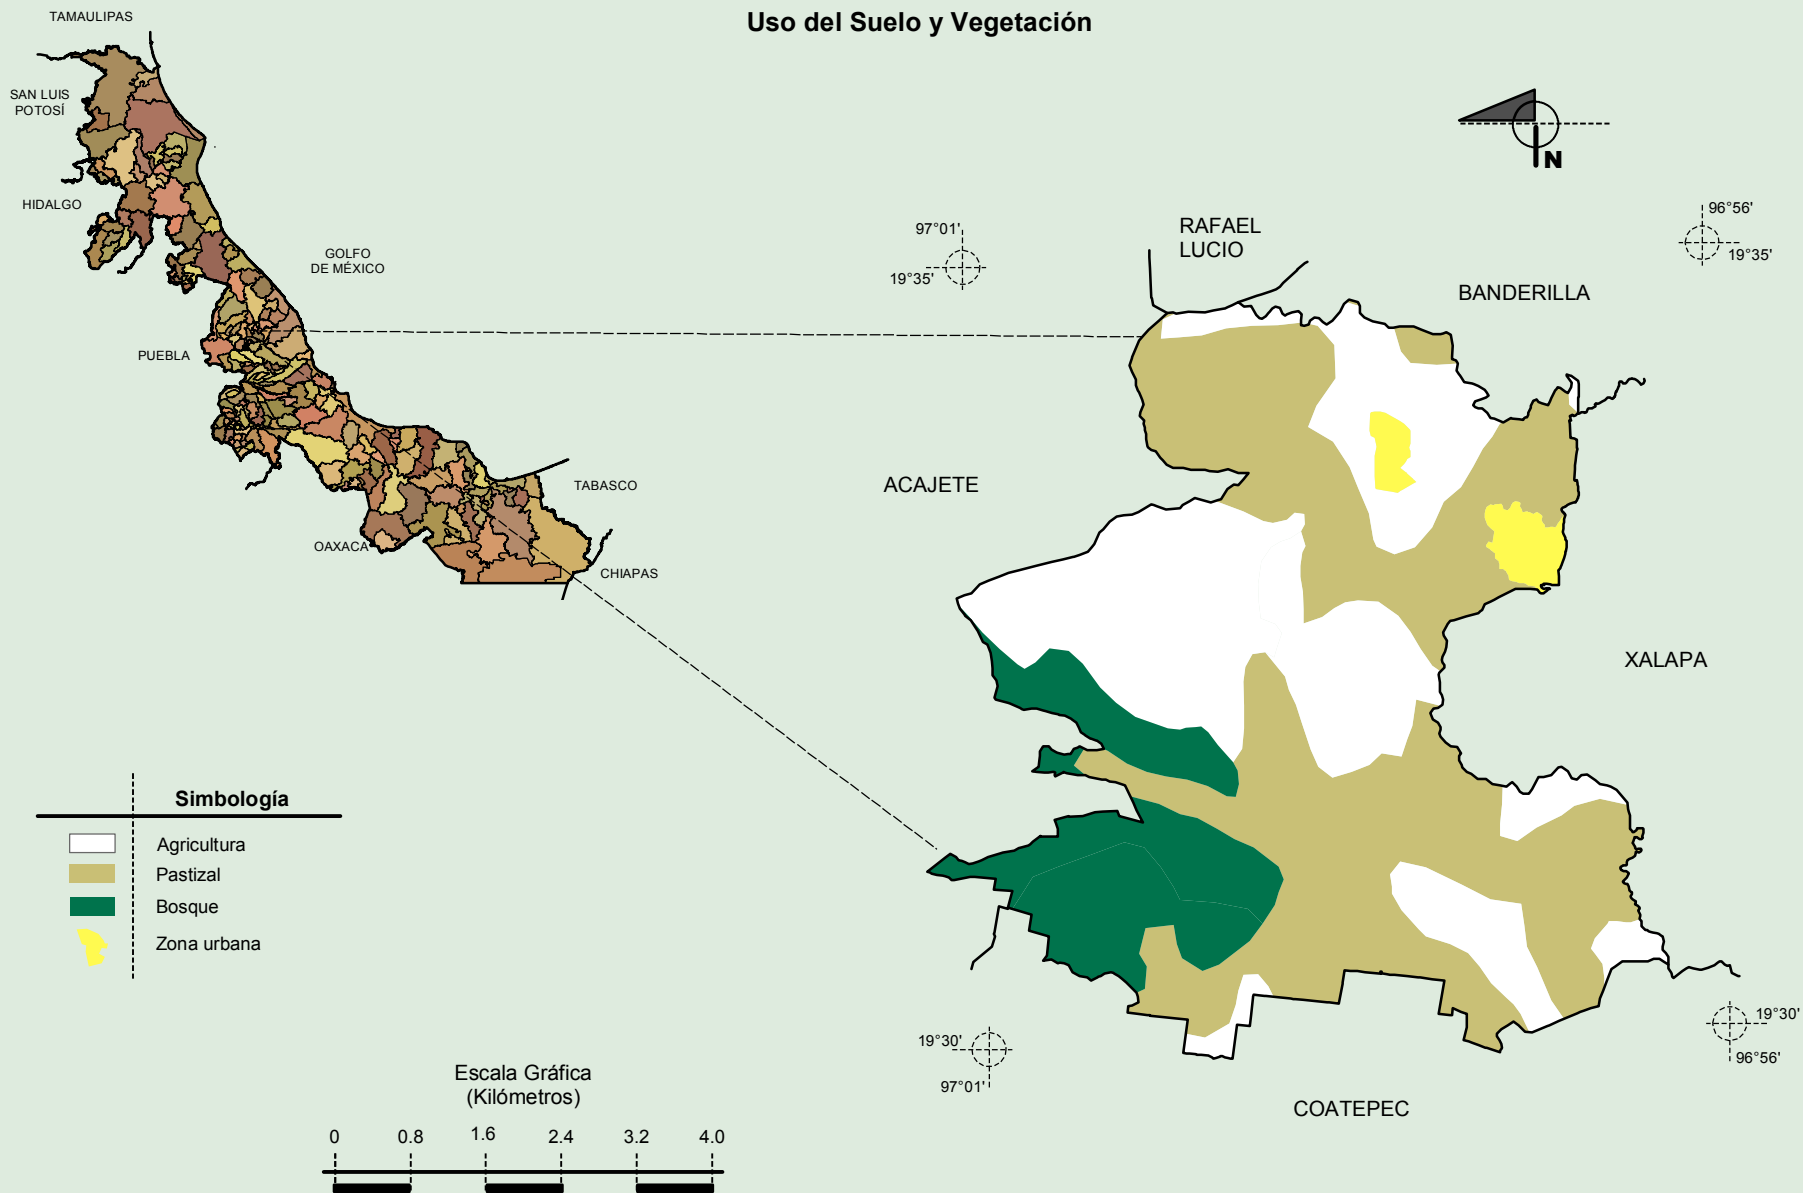 Uso del Suelo y Vegetación
TAMAULIPAS
SAN LUIS
POTOSÍ
HIDALGO
GOLFO
DE MÉXICO
PUEBLA
TABASCO
OAXACA
CHIAPAS
N
97°01'
19°35'
96°56'
19°35'
RAFAEL
LUCIO
BANDERILLA
ACAJETE
XALAPA
COATEPEC
19°30'
97°01'
19°30'
96°56'
Simbología
Agricultura
Pastizal
Bosque
Zona urbana
Escala Gráfica
(Kilómetros)
0 0.8 1.6 2.4 3.2 4.0